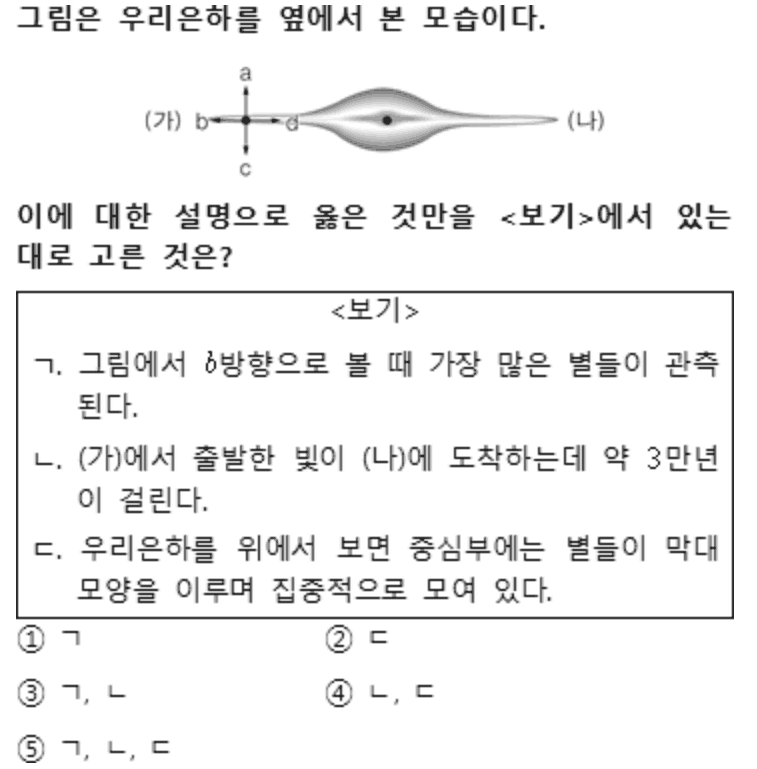 그림은 우리은하를 옆에서 본 모습이다.
a
(가) b d (나)
c
이에 대한 설명으로 옳은 것만을 <보기>에서 있는
대로 고른 것은?
<보기>
ㄱ. 그림에서 b방향으로 볼 때 가장 많은 별들이 관측
된다.
ㄴ. (가)에서 출발한 빛이 (나)에 도착하는데 약 3만년
이 걸린다.
ㄷ. 우리은하를 위에서 보면 중심부에는 별들이 막대
모양을 이루며 집중적으로 모여 있다.
① ㄱ ② ㄷ
③ ㄱ, ㄴ ④ ㄴ, ㄷ
⑤ ㄱ, ㄴ, ㄷ